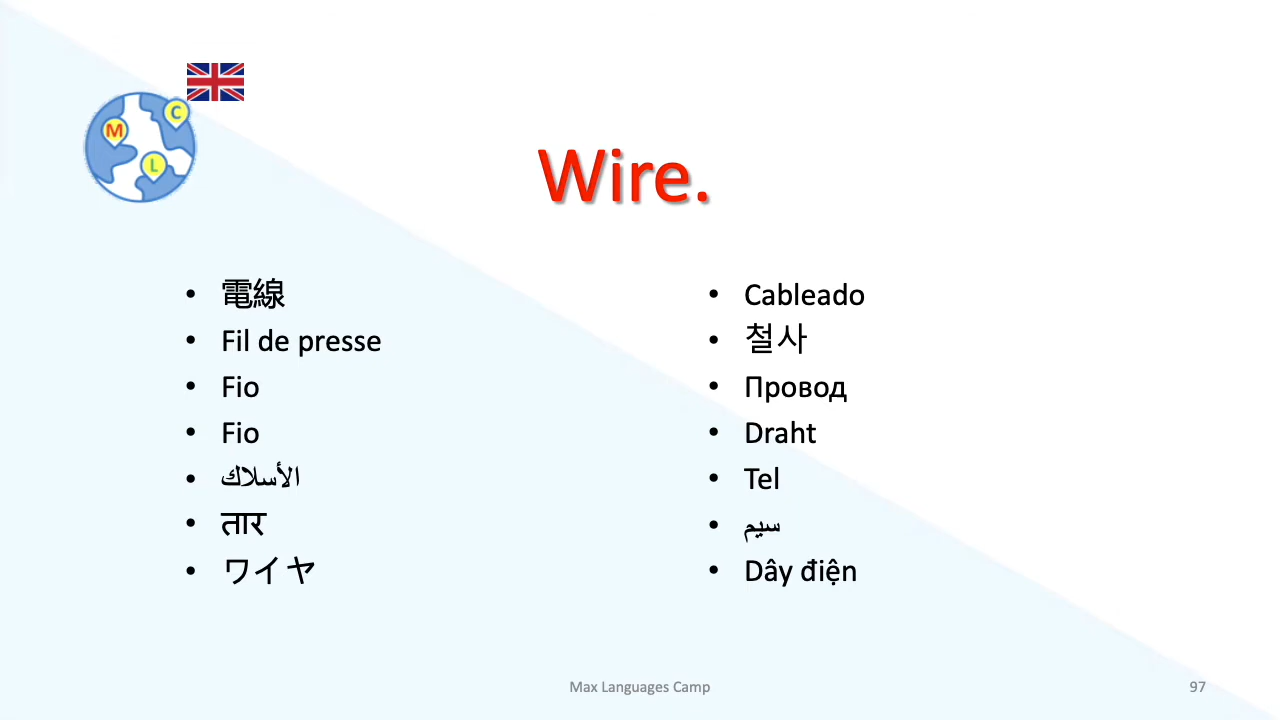 C
M
L
Wire.
• 電線
• Fil de presse
• Fio
• Fio
• الأسلاك
• तार
• ワイヤ
• Cableado
• 철사
• Провод
• Draht
• Tel
• سیم
• Dây điện
Max Languages Camp
97